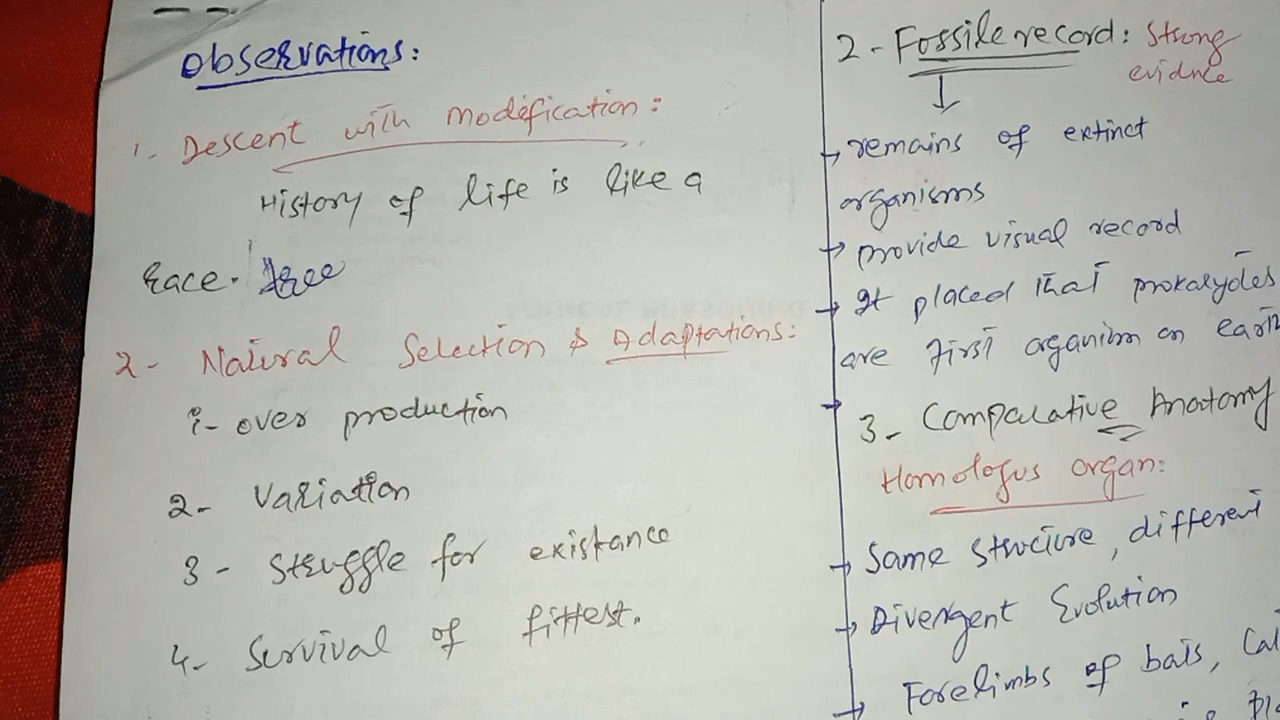 Observations:
1. Descent with modification:
History of life is like a
race. tree
2- Natural Selection & Adaptations:
i- over production
2- Variation
3- Struggle for existance
4- Survival of fittest.
2- Fossile record: Strong
evidnce
→ remains of extinct
organisms
→ provide visual record
→ It placed that prokaryotes
are first organism on earth
→
3- Comparative Anatomy
Homologus organ:
→ Same structure, different
→ Divergent Evolution
→ Forelimbs of bats,